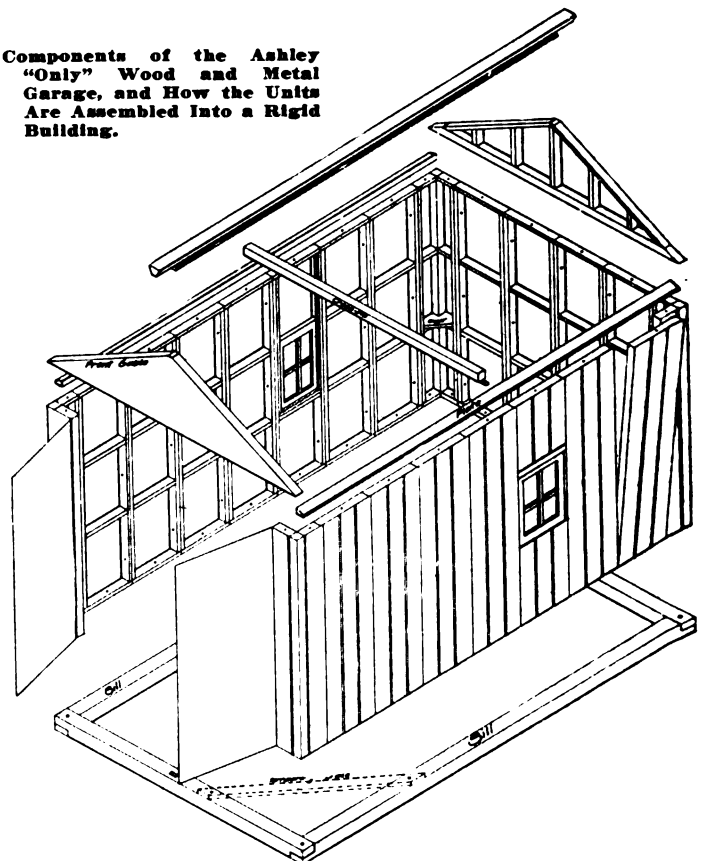 Components of the Ashley
“Only” Wood and Metal
Garage, and How the Units
Are Assembled Into a Rigid
Building.
Front Gable
Sill
Sill